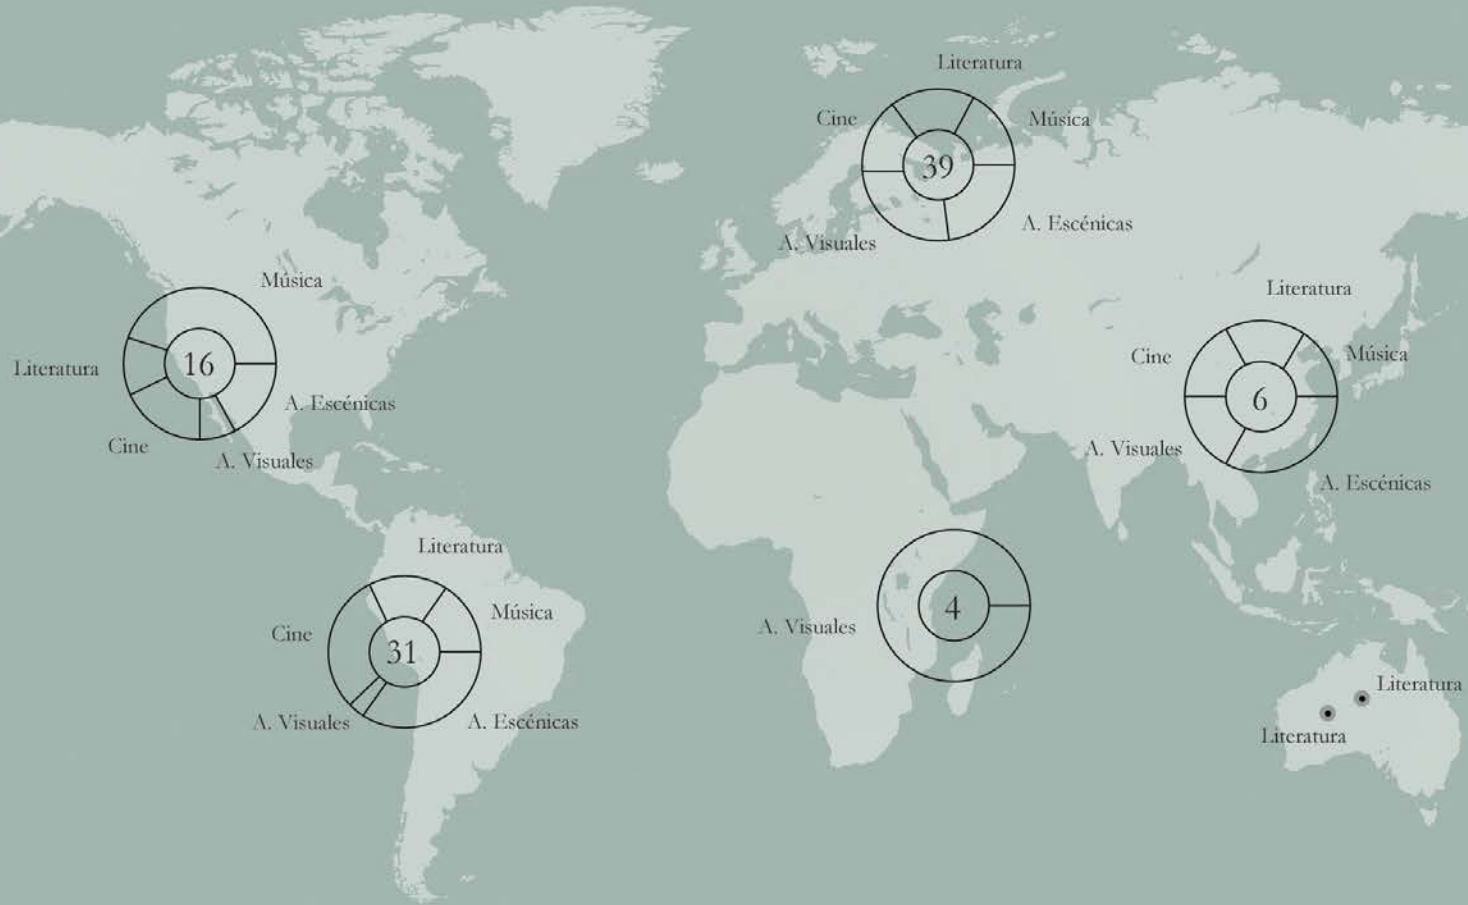 Literatura
Cine
Música
39
A. Visuales
A. Escénicas
Música
16
Literatura
A. Escénicas
Cine
A. Visuales
Literatura
Cine
Música
6
A. Visuales
A. Escénicas
Literatura
Cine
Música
31
A. Visuales
A. Escénicas
4
A. Visuales
Literatura
Literatura